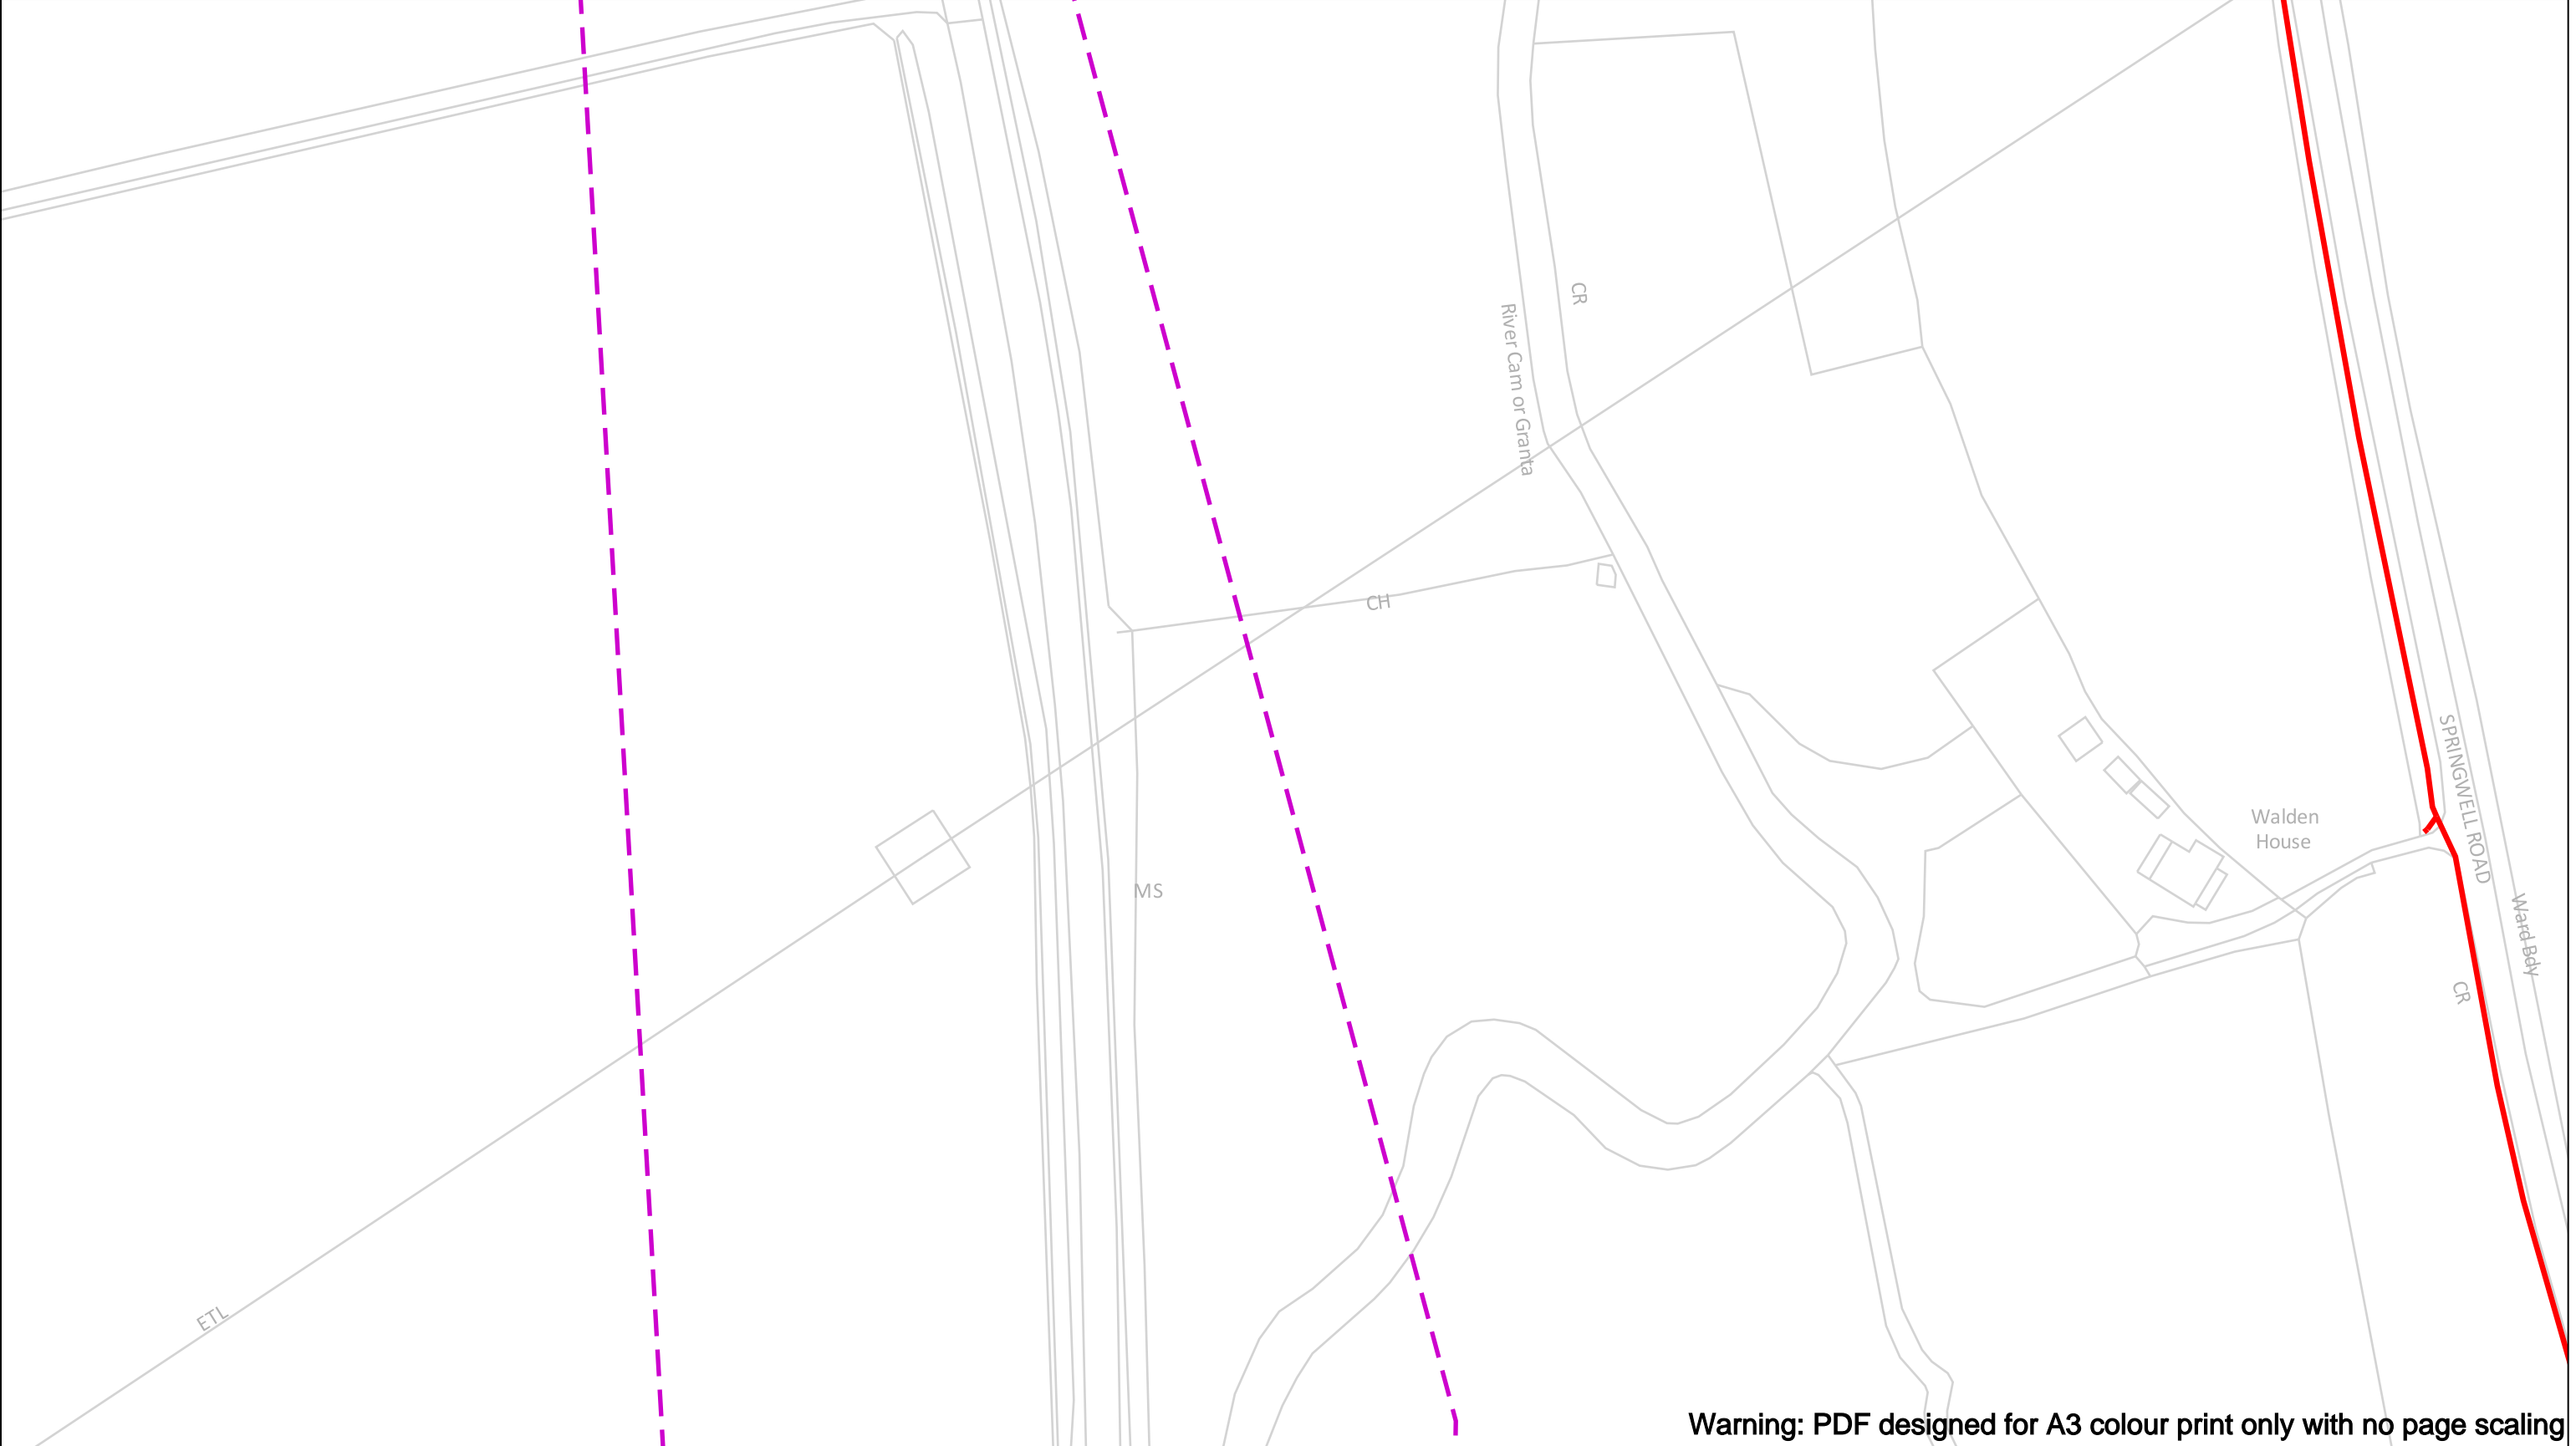 CR
River Cam or Granta
CH
SPRINGWELL ROAD
Walden
House
MS
Ward Bdy
CR
ETL
Warning: PDF designed for A3 colour print only with no page scaling